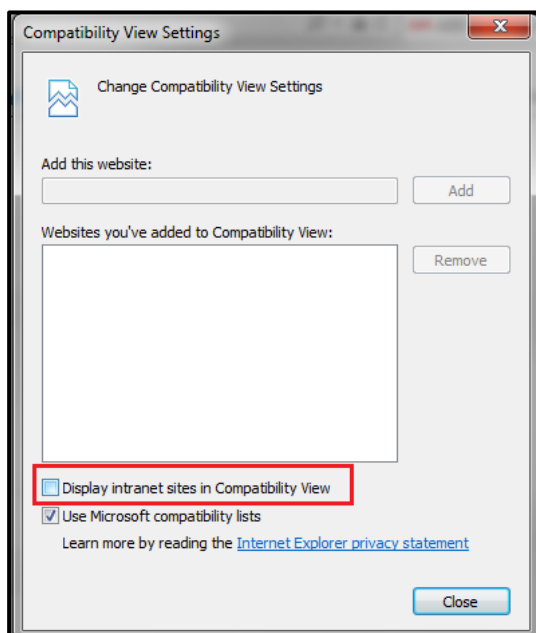 Compatibility View Settings
Change Compatibility View Settings
Add this website:
Add
Websites you've added to Compatibility View:
Remove
Display intranet sites in Compatibility View
Use Microsoft compatibility lists
Learn more by reading the Internet Explorer privacy statement
Close